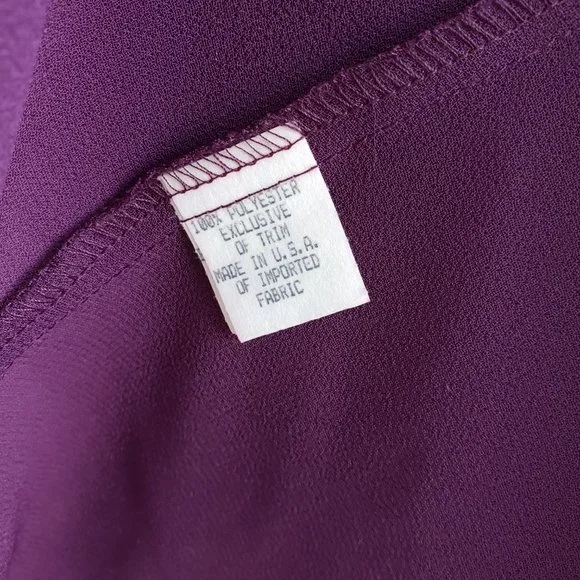 100% POLYESTER
EXCLUSIVE
OF TRIM
MADE IN U.S.A.
OF IMPORTED
FABRIC